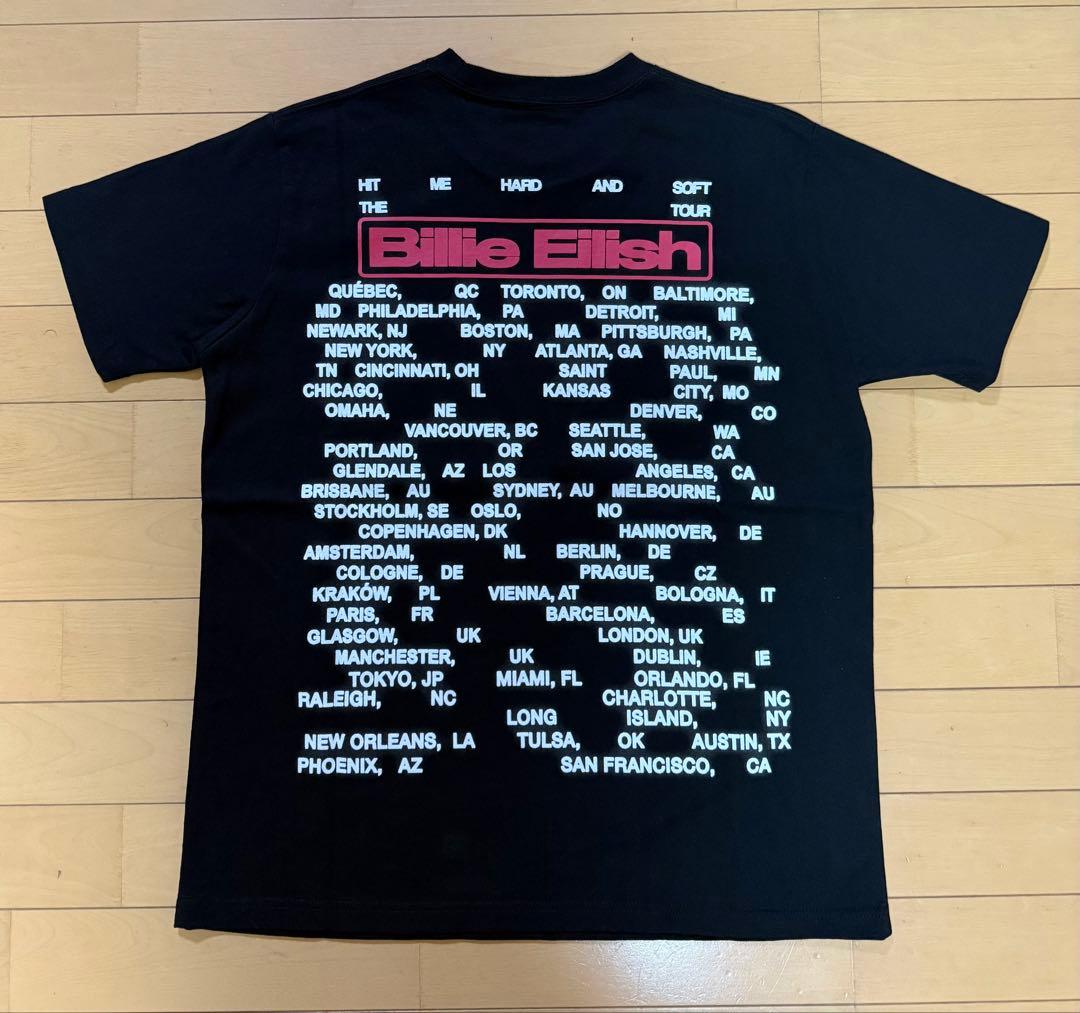 HIT ME HARD AND SOFT
THE TOUR
Billie Eilish
QUÉBEC, QC TORONTO, ON BALTIMORE,
MD PHILADELPHIA, PA DETROIT, MI
NEWARK, NJ BOSTON, MA PITTSBURGH, PA
NEW YORK, NY ATLANTA, GA NASHVILLE,
TN CINCINNATI, OH SAINT PAUL, MN
CHICAGO, IL KANSAS CITY, MO
OMAHA, NE DENVER, CO
VANCOUVER, BC SEATTLE, WA
PORTLAND, OR SAN JOSE, CA
GLENDALE, AZ LOS ANGELES, CA
BRISBANE, AU SYDNEY, AU MELBOURNE, AU
STOCKHOLM, SE OSLO, NO
COPENHAGEN, DK HANNOVER, DE
AMSTERDAM, NL BERLIN, DE
COLOGNE, DE PRAGUE, CZ
KRAKÓW, PL VIENNA, AT BOLOGNA, IT
PARIS, FR BARCELONA, ES
GLASGOW, UK LONDON, UK
MANCHESTER, UK DUBLIN, IE
TOKYO, JP MIAMI, FL ORLANDO, FL
RALEIGH, NC CHARLOTTE, NC
LONG ISLAND, NY
NEW ORLEANS, LA TULSA, OK AUSTIN, TX
PHOENIX, AZ SAN FRANCISCO, CA